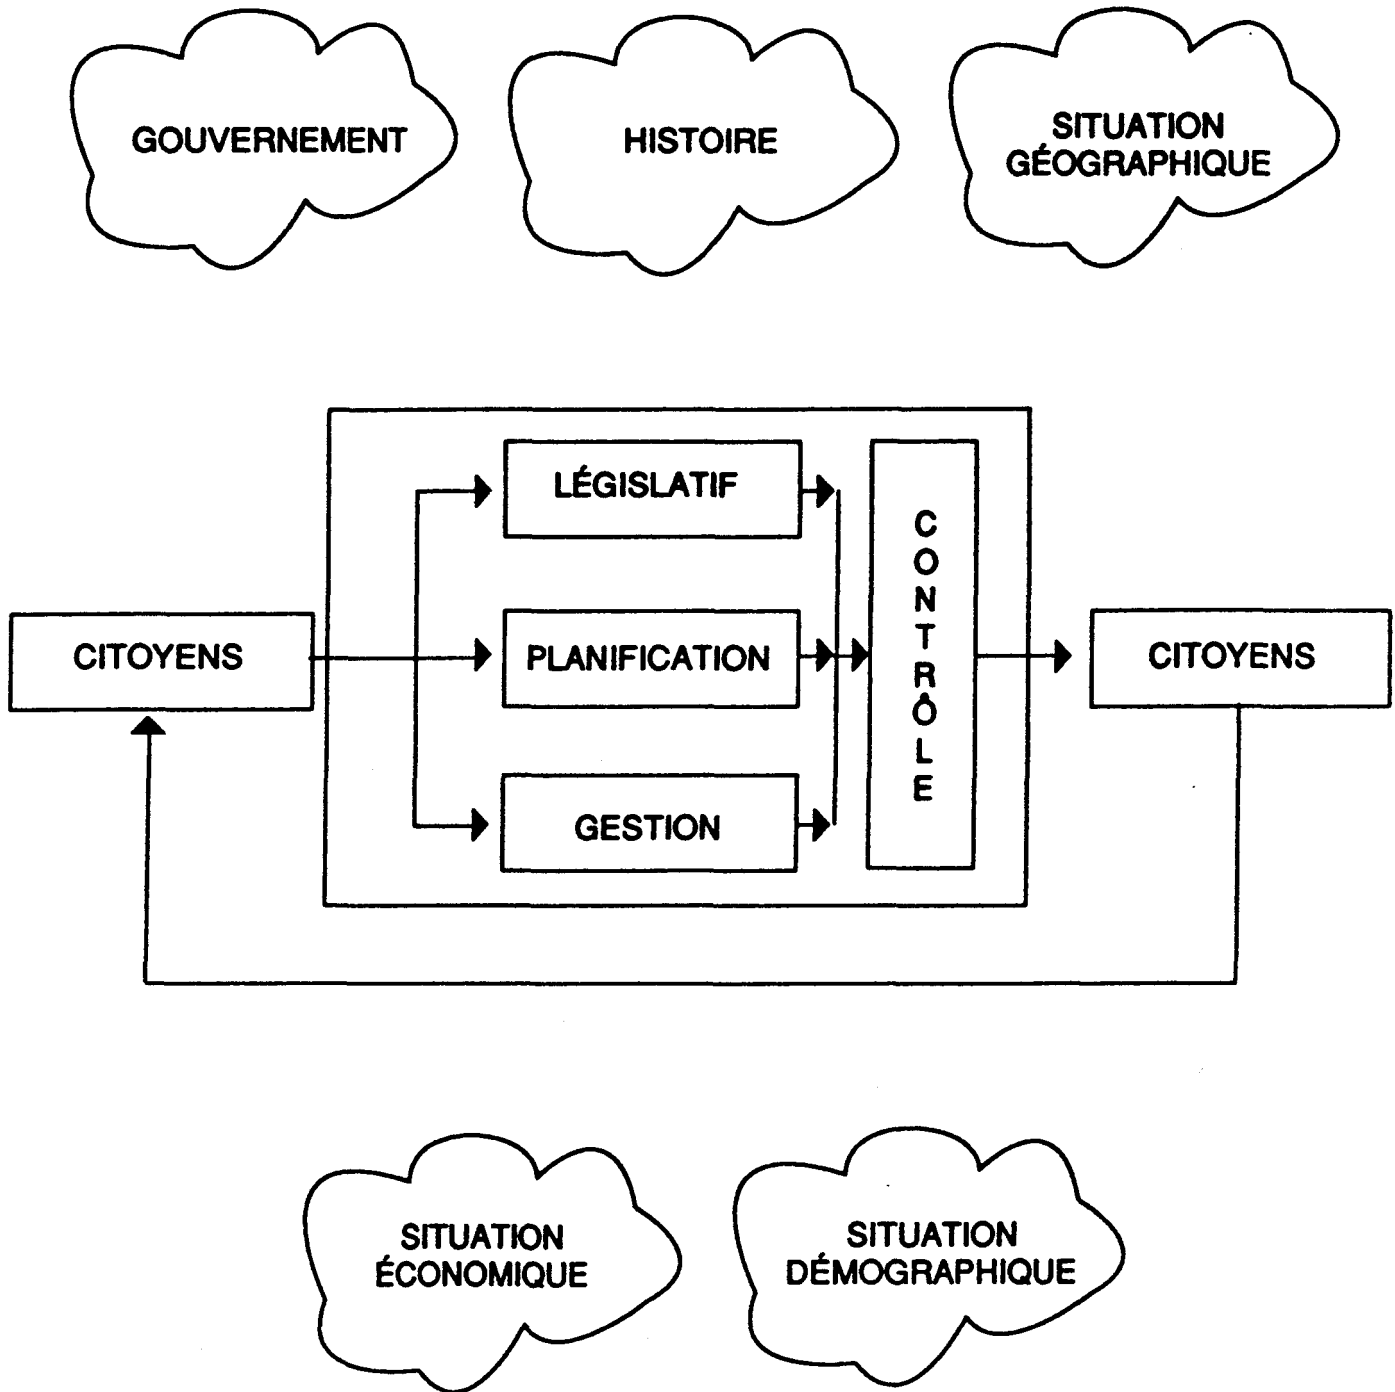 GOUVERNEMENT
HISTOIRE
SITUATION
GÉOGRAPHIQUE
CITOYENS
LÉGISLATIF
PLANIFICATION
GESTION
CONTRÔLE
CITOYENS
SITUATION
ÉCONOMIQUE
SITUATION
DÉMOGRAPHIQUE